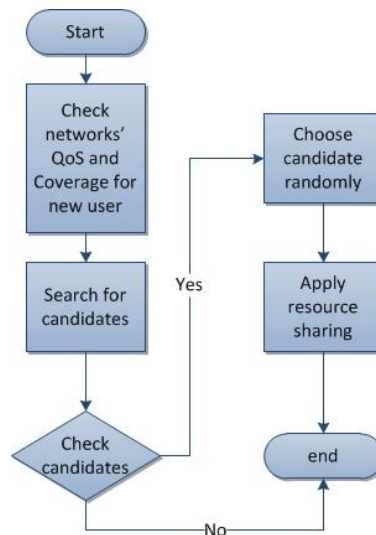 Start
Check
networks'
QoS and
Coverage for
new user
Search for
candidates
Check
candidates
Yes
Choose
candidate
randomly
Apply
resource
sharing
end
No